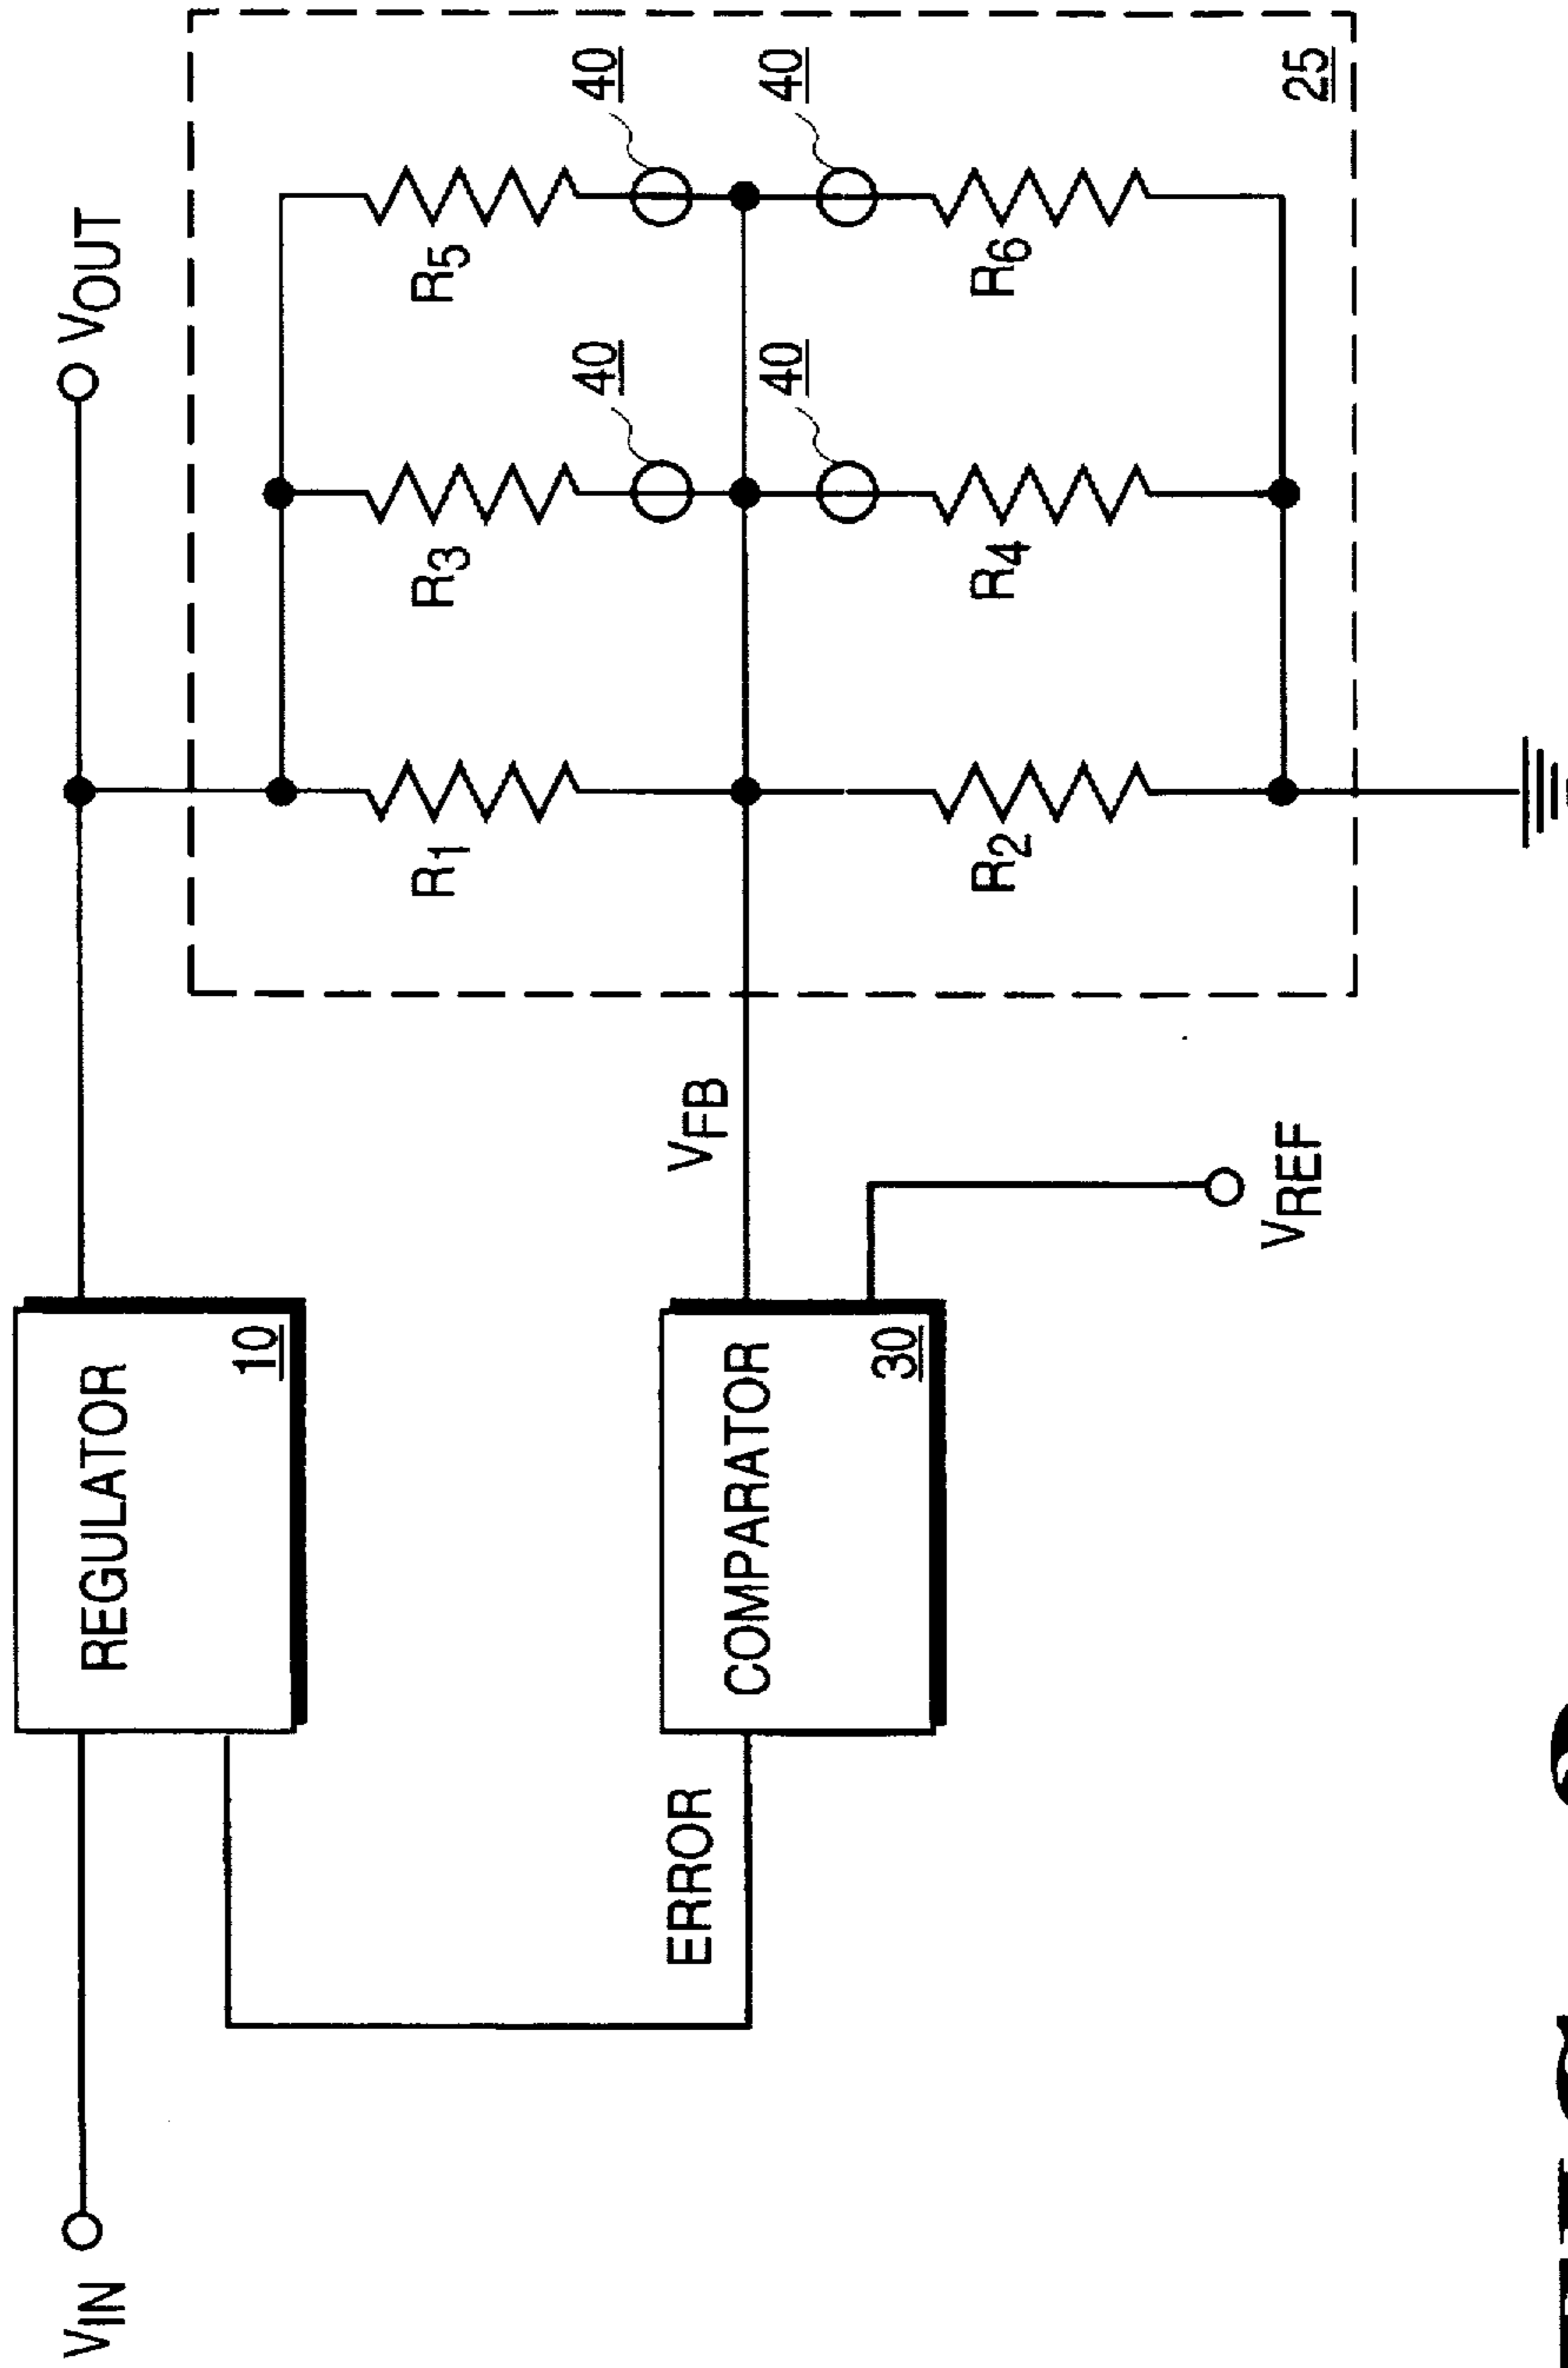 VIN
REGULATOR
10
VOUT
ERROR
COMPARATOR
30
VFB
VREF
R1
R3
R5
40
40
40
40
R2
R4
R6
25